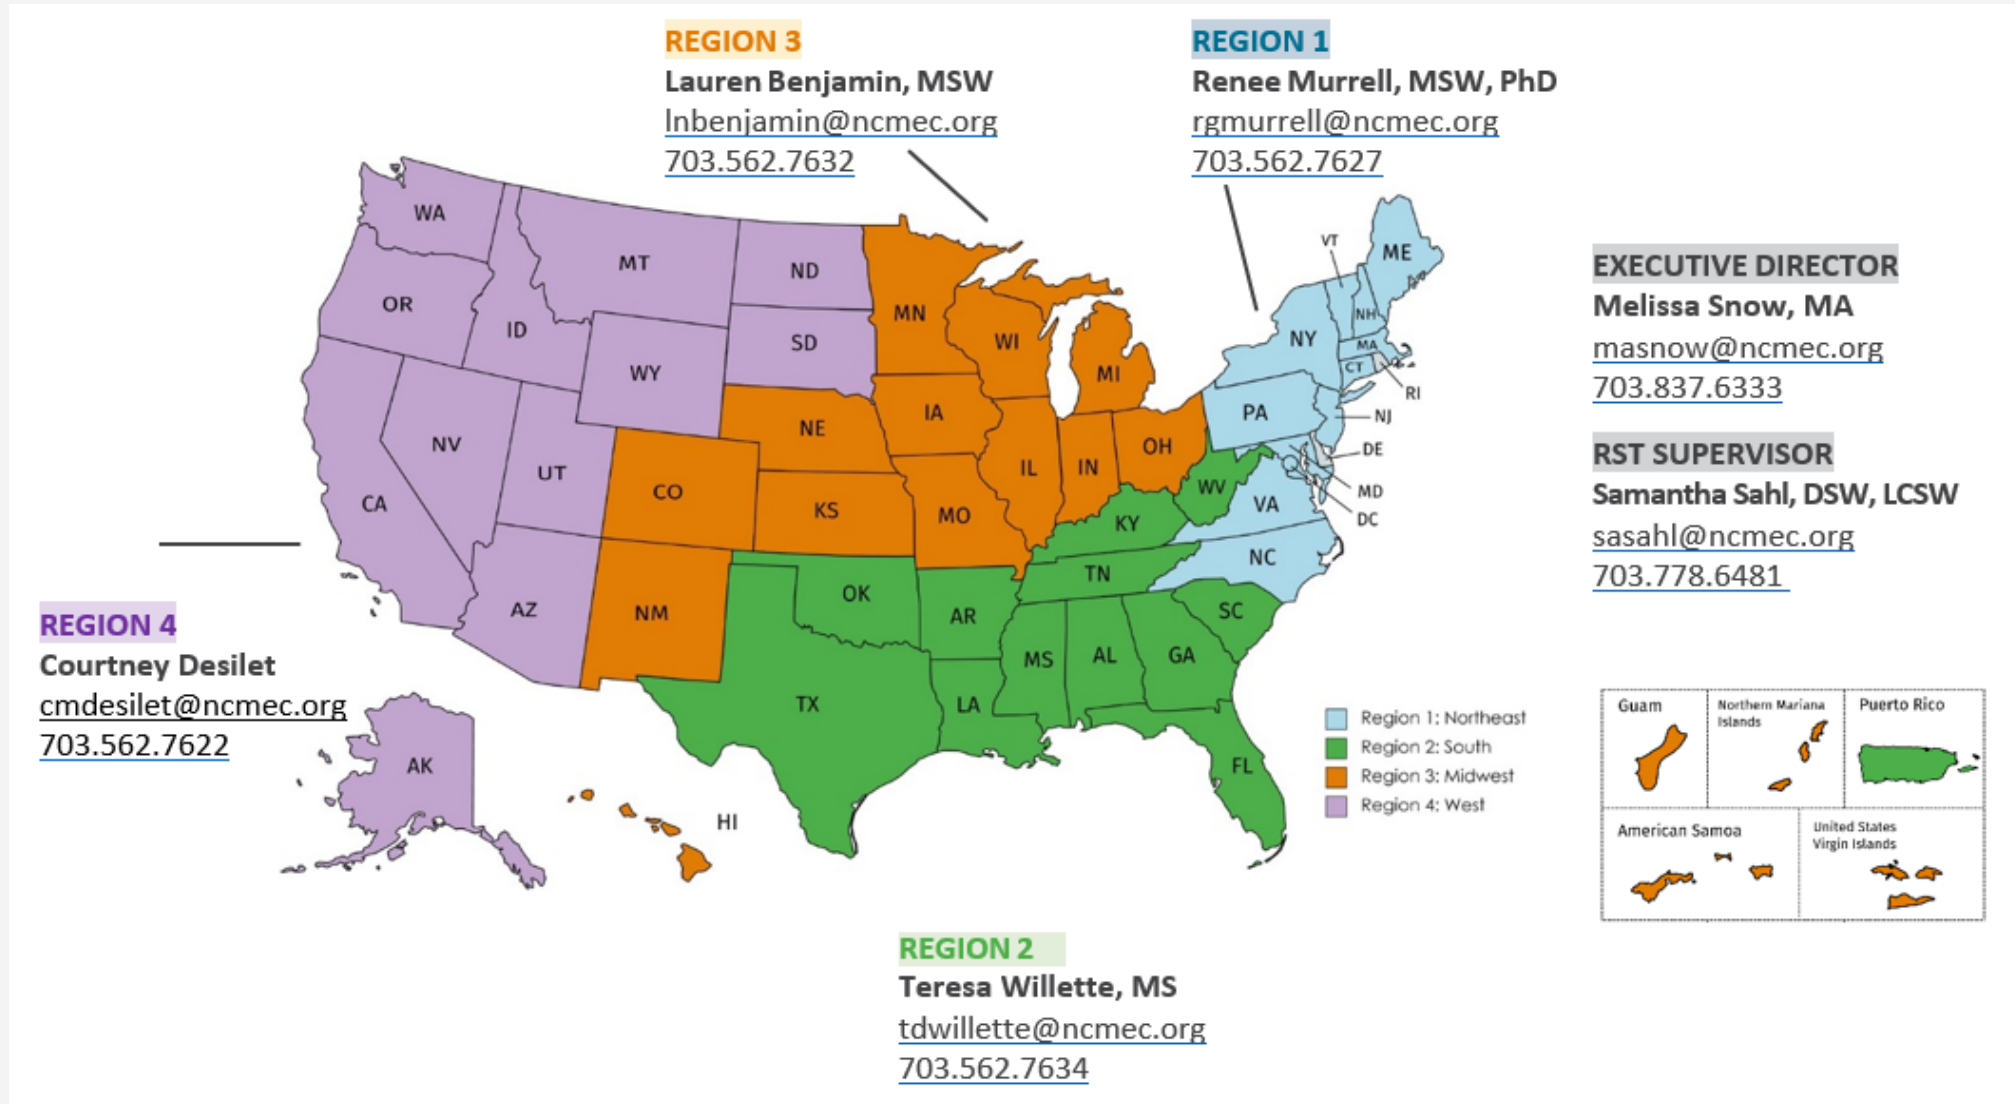 REGION 3
Lauren Benjamin, MSW
lnbenjamin@ncmec.org
703.562.7632
REGION 1
Renee Murrell, MSW, PhD
rgmurrell@ncmec.org
703.562.7627
EXECUTIVE DIRECTOR
Melissa Snow, MA
masnow@ncmec.org
703.837.6333
RST SUPERVISOR
Samantha Sahl, DSW, LCSW
sasahl@ncmec.org
703.778.6481
REGION 4
Courtney Desilet
cmdesilet@ncmec.org
703.562.7622
WA
OR
ID
MT
ND
SD
WY
CA
NV
UT
AZ
CO
NM
NE
KS
MN
IA
MO
WI
IL
MI
IN
OH
OK
TX
AR
LA
MS
AL
GA
FL
SC
TN
KY
WV
VA
NC
PA
NY
VT
NH
ME
MA
CT
RI
NJ
DE
MD
DC
AK
HI
Region 1: Northeast
Region 2: South
Region 3: Midwest
Region 4: West
Guam
Northern Mariana
Islands
Puerto Rico
American Samoa
United States
Virgin Islands
REGION 2
Teresa Willette, MS
tdwillette@ncmec.org
703.562.7634